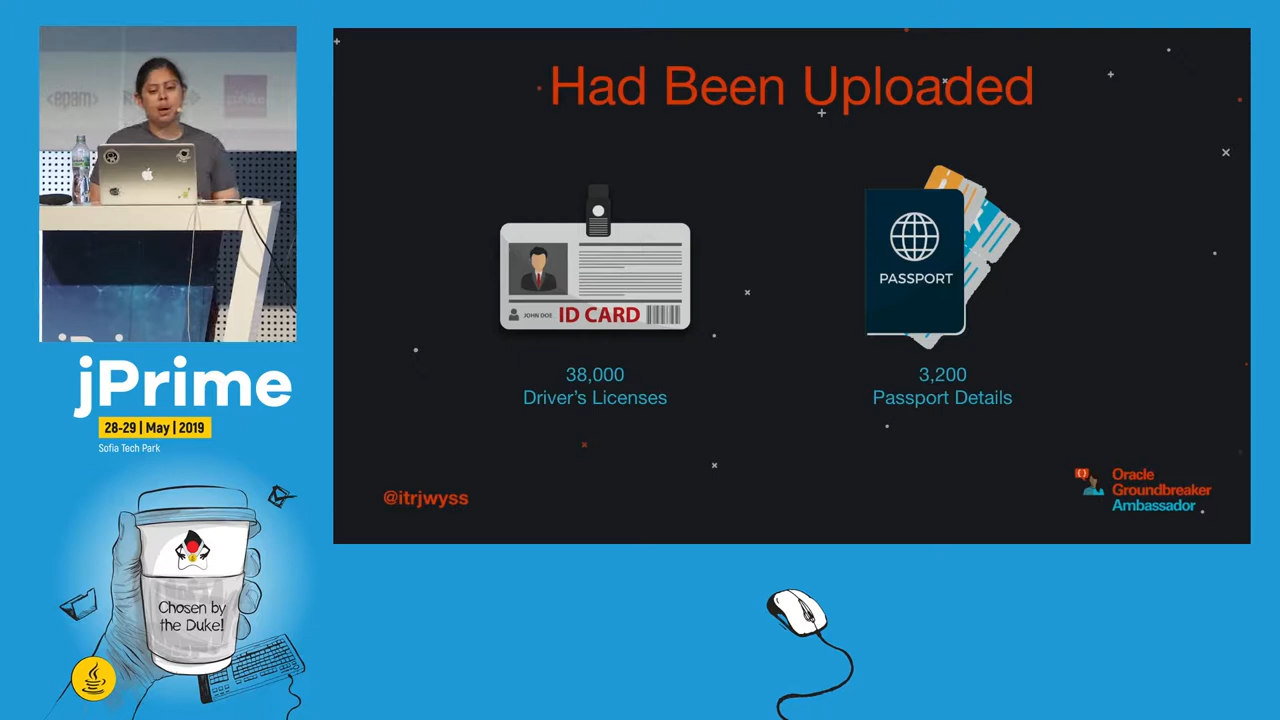 <epam>
Had Been Uploaded
JOHN DOE
ID CARD
PASSPORT
38,000
Driver's Licenses
3,200
Passport Details
@itrjwyss
Oracle
Groundbreaker
Ambassador
jPrime
28-29 | May | 2019
Sofia Tech Park
Chosen by
the Duke!